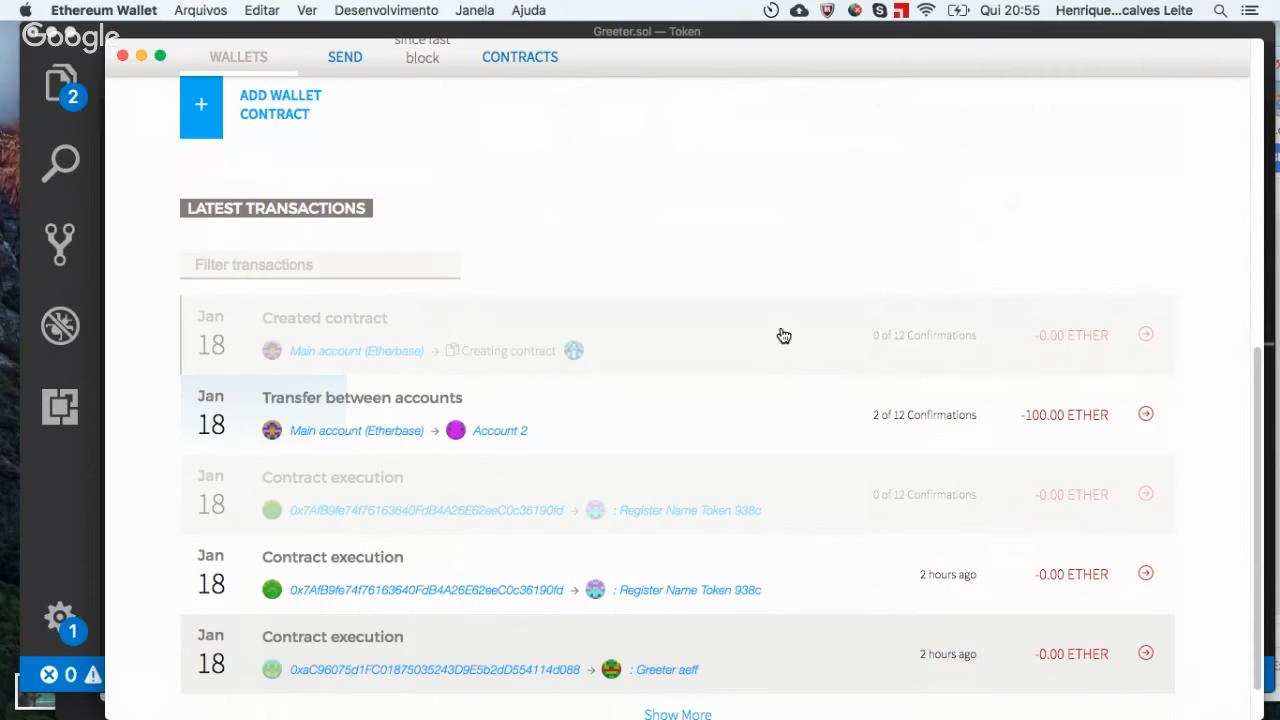 Ethereum Wallet Arquivos Editar Ver Desenvolvimento Janela Ajuda Qui 20:55 Henrique...calves Leite
Google
Greeter.sol — Token
WALLETS SEND since last block CONTRACTS
2
+ ADD WALLET
CONTRACT
LATEST TRANSACTIONS
Filter transactions
Jan 18 Created contract
Main account (Etherbase) → Creating contract
0 of 12 Confirmations -0.00 ETHER
Jan 18 Transfer between accounts
Main account (Etherbase) → Account 2
2 of 12 Confirmations -100.00 ETHER
Jan 18 Contract execution
0x7AfB9fe74f76163640FdB4A26E62eeC0c36190fd → : Register Name Token 938c
0 of 12 Confirmations -0.00 ETHER
Jan 18 Contract execution
0x7AfB9fe74f76163640FdB4A26E62eeC0c36190fd → : Register Name Token 938c
2 hours ago -0.00 ETHER
Jan 18 Contract execution
0xaC96075d1FC01875035243D9E5b2dD554114d088 → : Greeter aeff
2 hours ago -0.00 ETHER
1
0
Show More